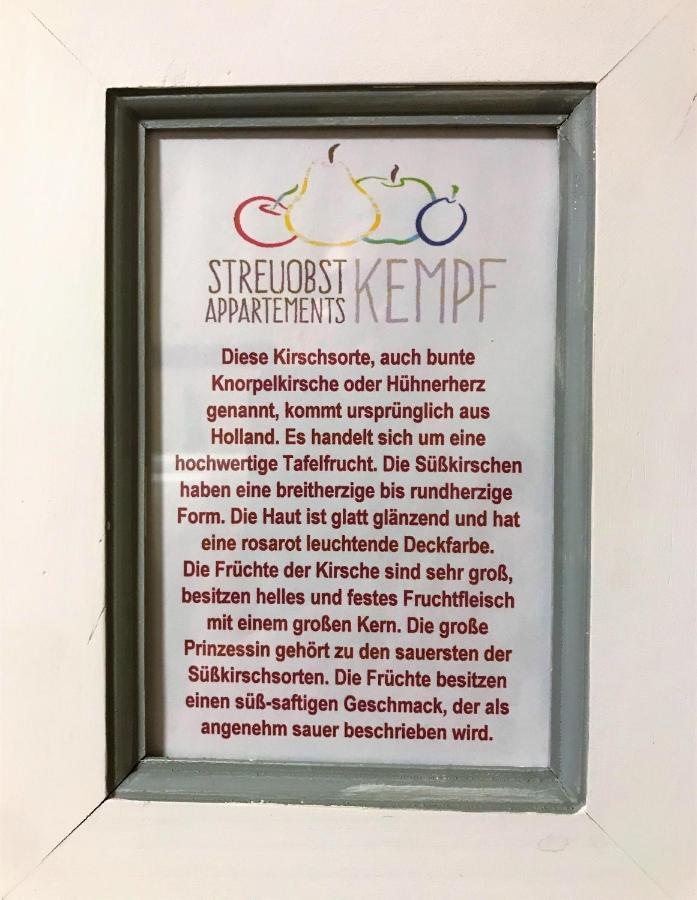 STREUOBST
APPARTEMENTS
KEMPF
Diese Kirschsorte, auch bunte
Knorpelkirsche oder Hühnerherz
genannt, kommt ursprünglich aus
Holland. Es handelt sich um eine
hochwertige Tafelfrucht. Die Süßkirschen
haben eine breitherzige bis rundherzige
Form. Die Haut ist glatt glänzend und hat
eine rosarot leuchtende Deckfarbe.
Die Früchte der Kirsche sind sehr groß,
besitzen helles und festes Fruchtfleisch
mit einem großen Kern. Die große
Prinzessin gehört zu den sauersten der
Süßkirschsorten. Die Früchte besitzen
einen süß-saftigen Geschmack, der als
angenehm sauer beschrieben wird.